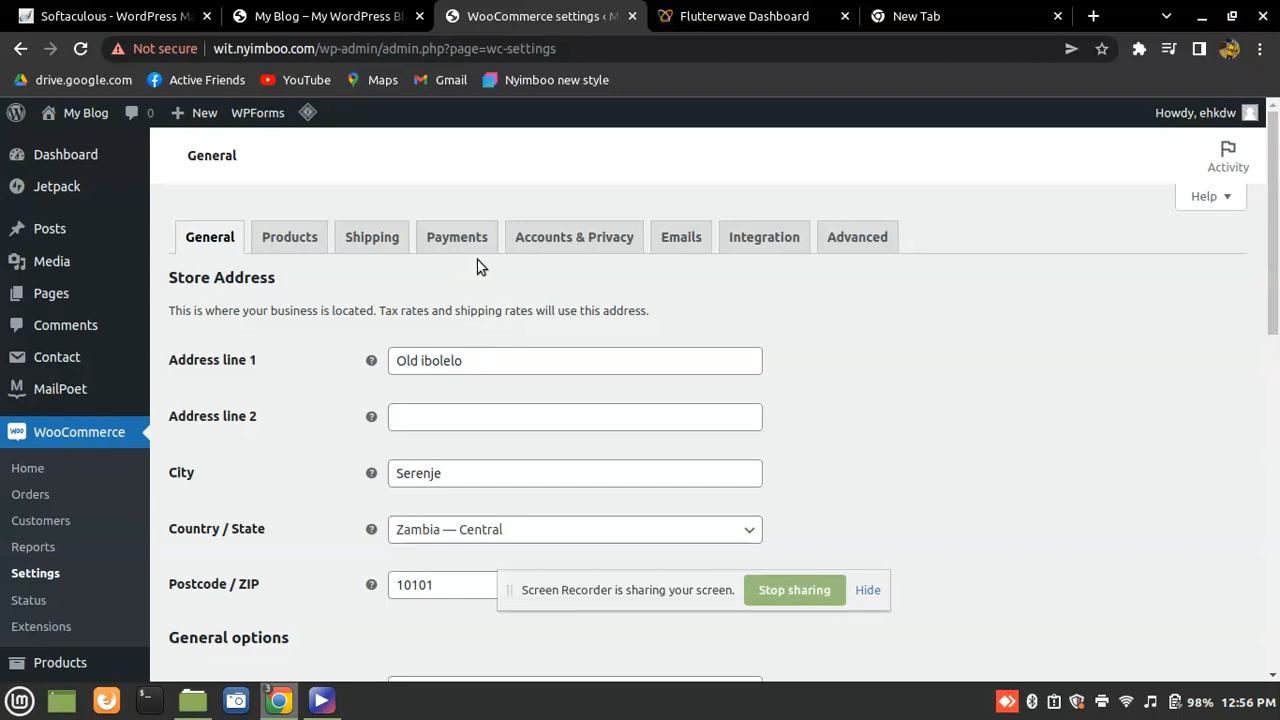 Softaculous - WordPress Ma
My Blog – My WordPress Bl
WooCommerce settings ‹ M
Flutterwave Dashboard
New Tab
Not secure
wit.nyimboo.com/wp-admin/admin.php?page=wc-settings
drive.google.com
Active Friends
YouTube
Maps
Gmail
Nyimboo new style
My Blog
0
New
WPForms
Howdy, ehkdw
Dashboard
Jetpack
Posts
Media
Pages
Comments
Contact
MailPoet
WooCommerce
Home
Orders
Customers
Reports
Settings
Status
Extensions
Products
General
Activity
Help
General
Products
Shipping
Payments
Accounts & Privacy
Emails
Integration
Advanced
Store Address
This is where your business is located. Tax rates and shipping rates will use this address.
Address line 1
Old ibolelo
Address line 2
City
Serenje
Country / State
Zambia — Central
Postcode / ZIP
10101
Screen Recorder is sharing your screen.
Stop sharing
Hide
General options
3
98%
12:56 PM